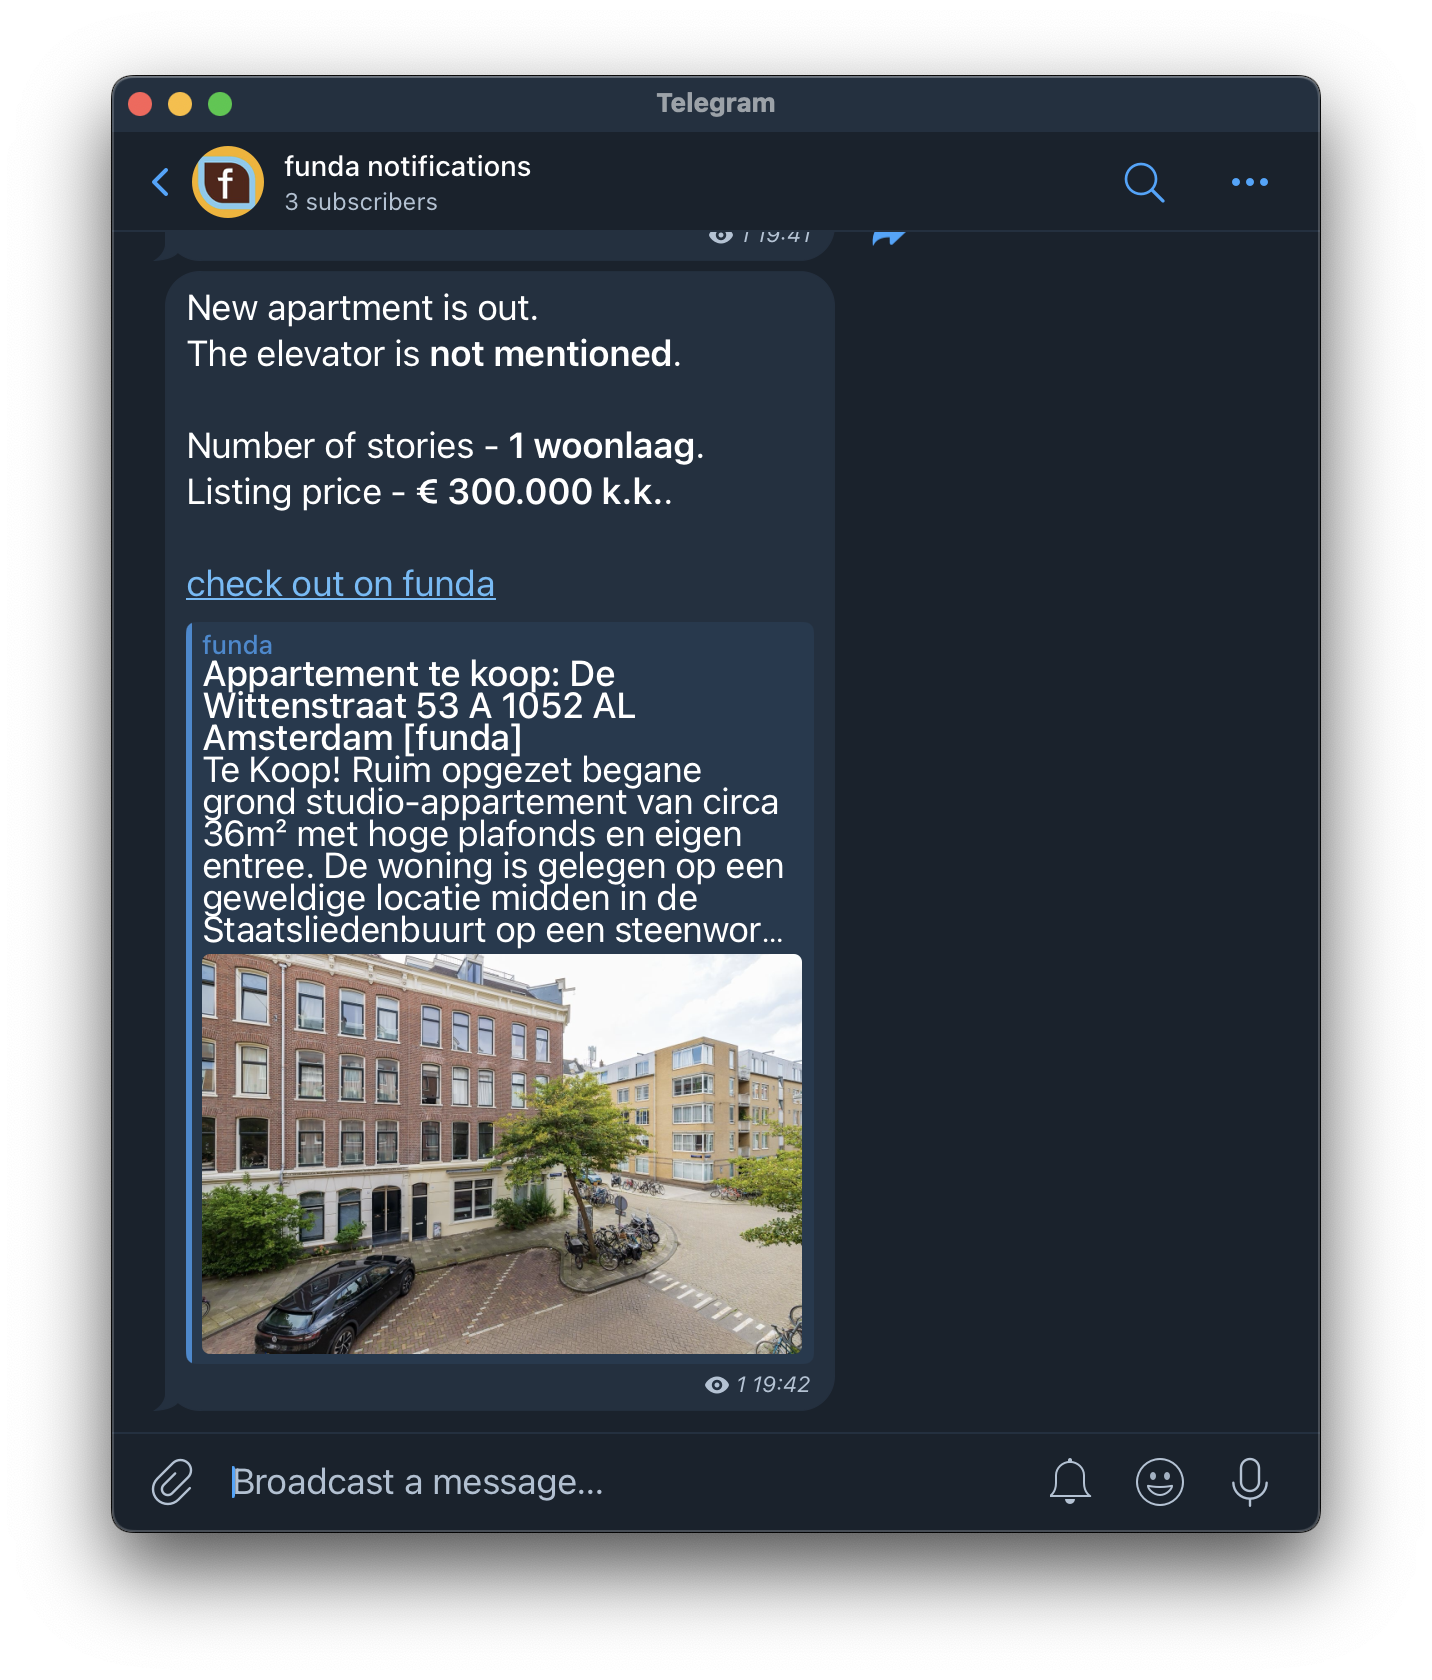 Telegram
f
funda notifications
3 subscribers
1 19:41
New apartment is out.
The elevator is not mentioned.
Number of stories - 1 woonlaag.
Listing price - € 300.000 k.k..
check out on funda
funda
Appartement te koop: De
Wittenstraat 53 A 1052 AL
Amsterdam [funda]
Te Koop! Ruim opgezet begane
grond studio-appartement van circa
36m² met hoge plafonds en eigen
entree. De woning is gelegen op een
geweldige locatie midden in de
Staatsliedenbuurt op een steenwor...
1 19:42
Broadcast a message...